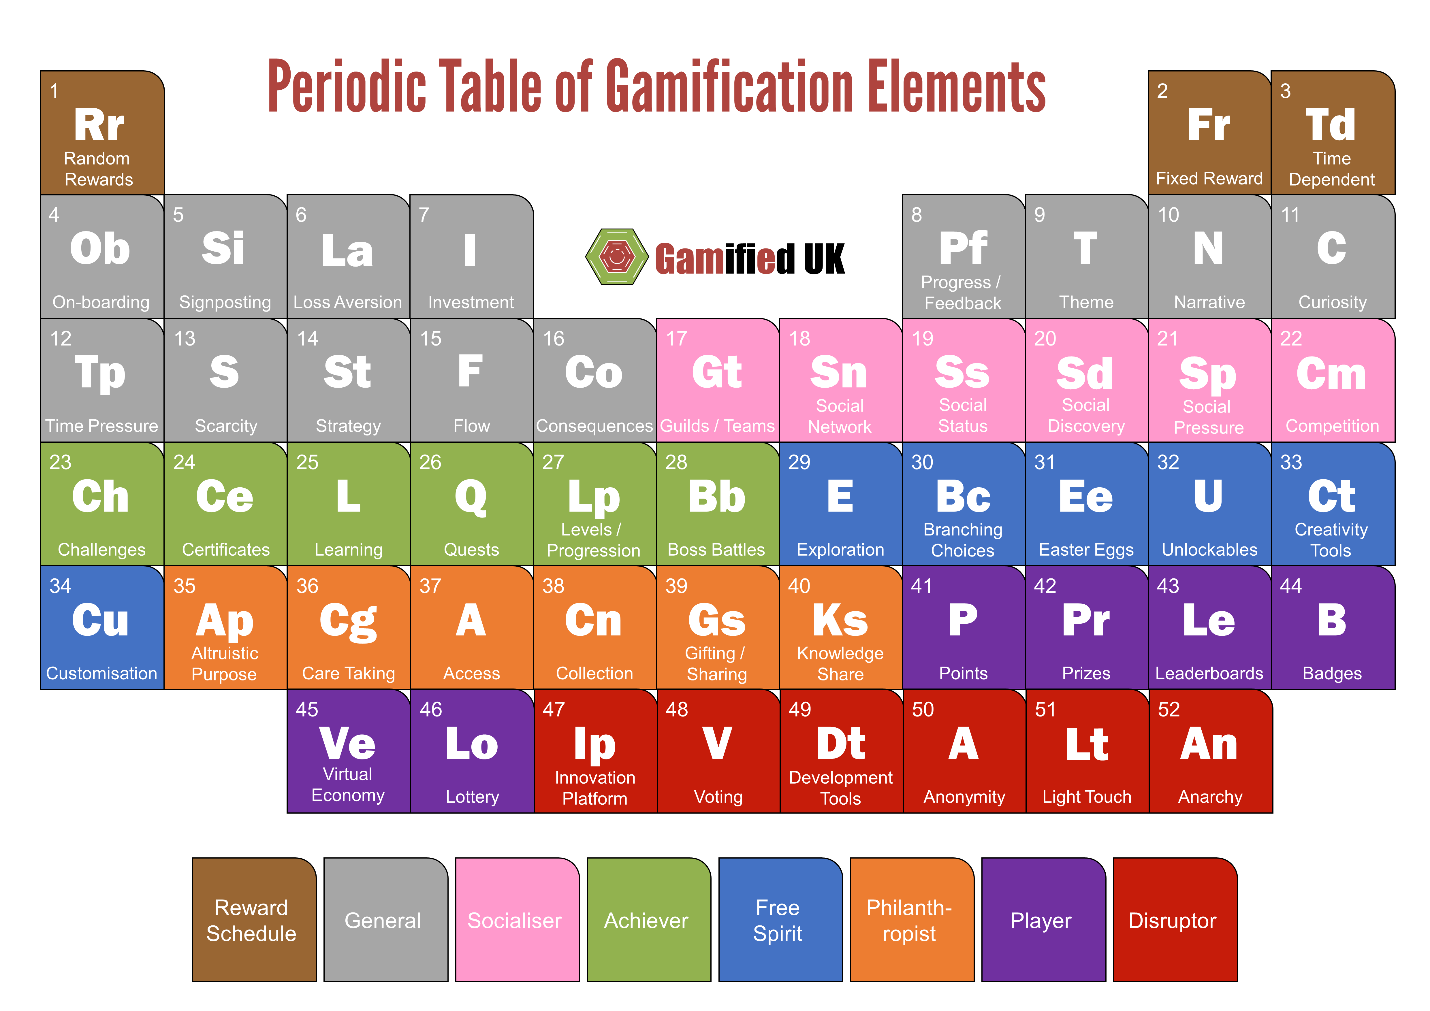 Periodic Table of Gamification Elements
1
Rr
Random
Rewards
2
Fr
Fixed Reward
3
Td
Time
Dependent
4
Ob
On-boarding
5
Si
Signposting
6
La
Loss Aversion
7
I
Investment
Gamified UK
8
Pf
Progress /
Feedback
9
T
Theme
10
N
Narrative
11
C
Curiosity
12
Tp
Time Pressure
13
S
Scarcity
14
St
Strategy
15
F
Flow
16
Co
Consequences
17
Gt
Guilds / Teams
18
Sn
Social
Network
19
Ss
Social
Status
20
Sd
Social
Discovery
21
Sp
Social
Pressure
22
Cm
Competition
23
Ch
Challenges
24
Ce
Certificates
25
L
Learning
26
Q
Quests
27
Lp
Levels /
Progression
28
Bb
Boss Battles
29
E
Exploration
30
Bc
Branching
Choices
31
Ee
Easter Eggs
32
U
Unlockables
33
Ct
Creativity
Tools
34
Cu
Customisation
35
Ap
Altruistic
Purpose
36
Cg
Care Taking
37
A
Access
38
Cn
Collection
39
Gs
Gifting /
Sharing
40
Ks
Knowledge
Share
41
P
Points
42
Pr
Prizes
43
Le
Leaderboards
44
B
Badges
45
Ve
Virtual
Economy
46
Lo
Lottery
47
Ip
Innovation
Platform
48
V
Voting
49
Dt
Development
Tools
50
A
Anonymity
51
Lt
Light Touch
52
An
Anarchy
Reward
Schedule
General
Socialiser
Achiever
Free
Spirit
Philanth-
ropist
Player
Disruptor